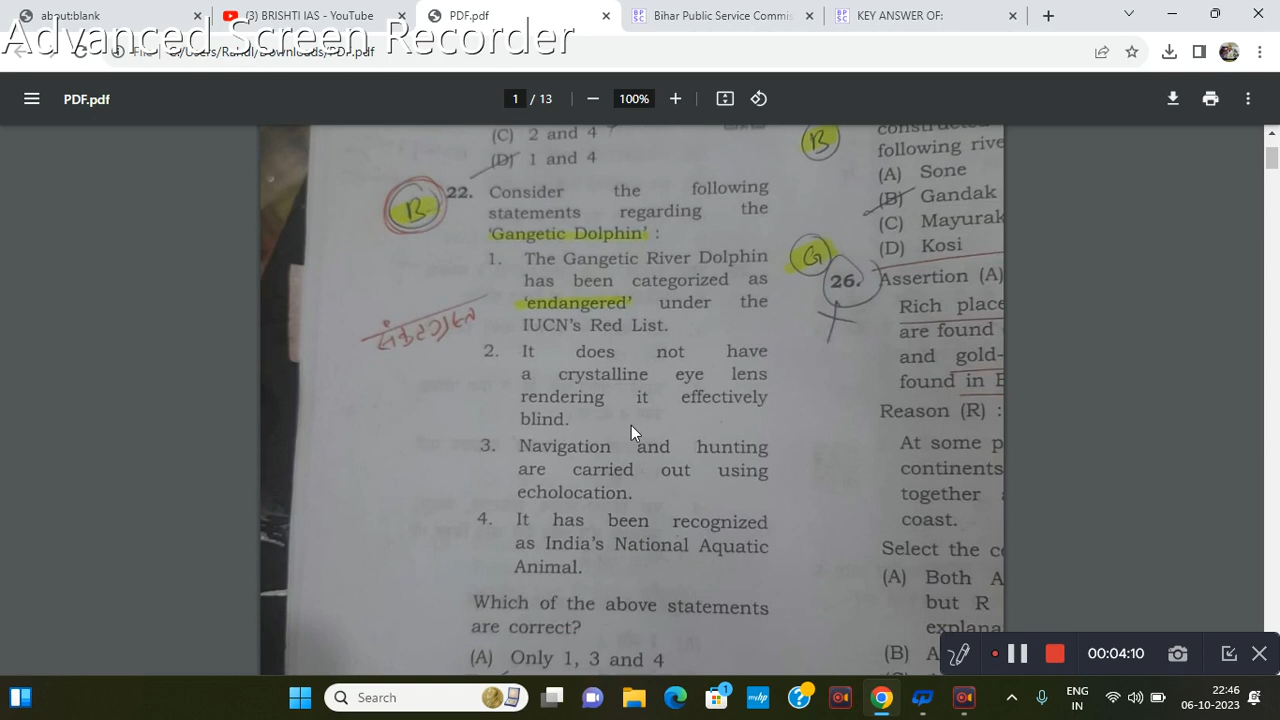 aboutblank
(3) BRISHTI IAS - YouTube
PDF.pdf
Bihar Public Service Commis
KEY ANSWER OF:
Advanced Screen Recorder
PDF.pdf
1 / 13
100%
(C) 2 and 4
(D) 1 and 4
B
22. Consider the following
statements regarding the
'Gangetic Dolphin' :
1. The Gangetic River Dolphin
has been categorized as
'endangered' under the
IUCN's Red List.
संकटग्रस्त
2. It does not have
a crystalline eye lens
rendering it effectively
blind.
3. Navigation and hunting
are carried out using
echolocation.
4. It has been recognized
as India's National Aquatic
Animal.
Which of the above statements
are correct?
(A) Only 1, 3 and 4
B
following rive
(A) Sone
(B) Gandak
(C) Mayurak
(D) Kosi
G
26. Assertion (A)
Rich place
are found
and gold-
found in
Reason (R) :
At some p
continents
together
coast.
Select the c
(A) Both A
but R
explana
(B) A
00:04:10
Search
1
ENG
IN
22:46
06-10-2023